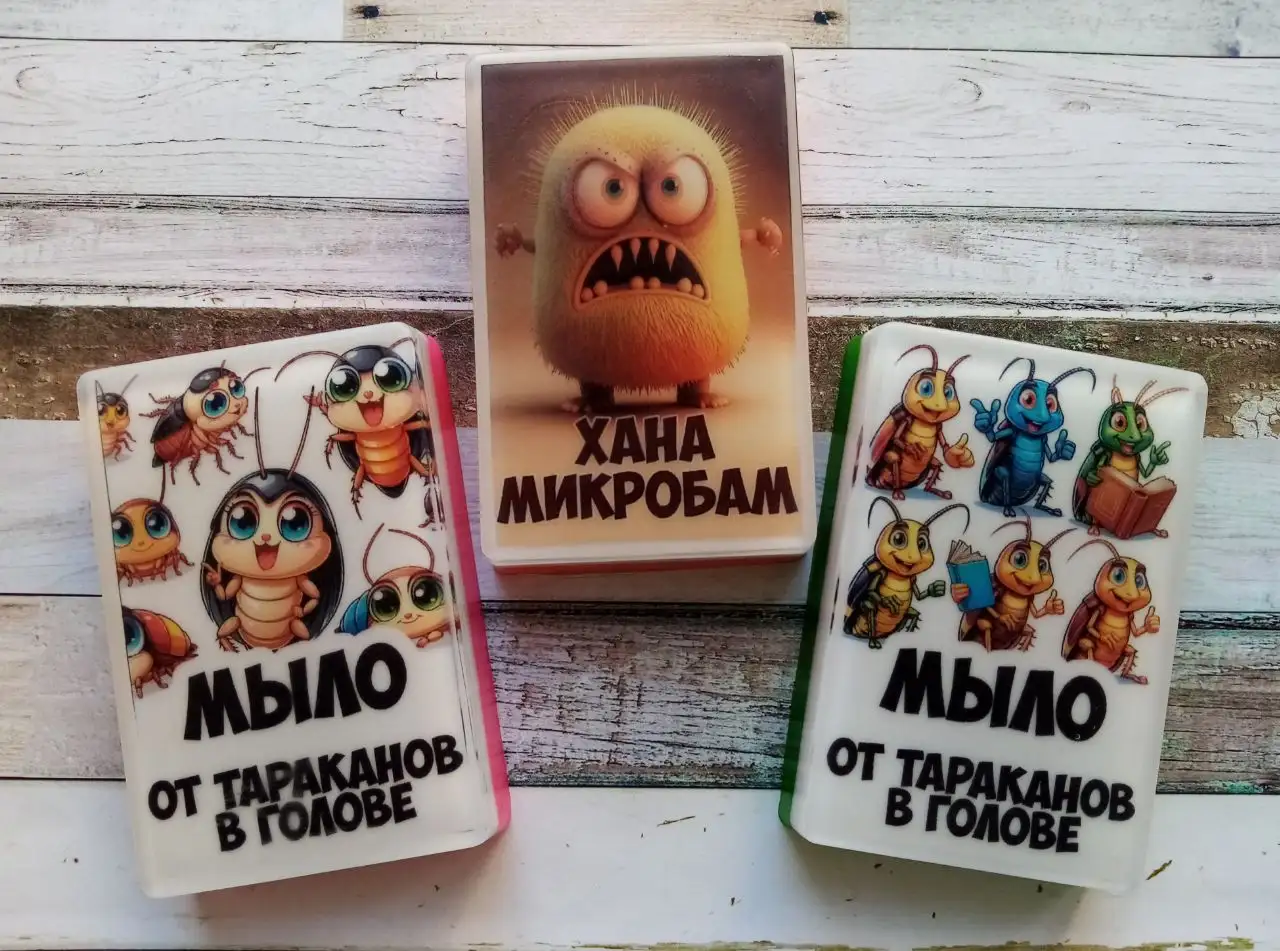 ХАНА
МИКРОБАМ
МЫЛО
ОТ ТАРАКАНОВ
В ГОЛОВЕ
МЫЛО
ОТ ТАРАКАНОВ
В ГОЛОВЕ